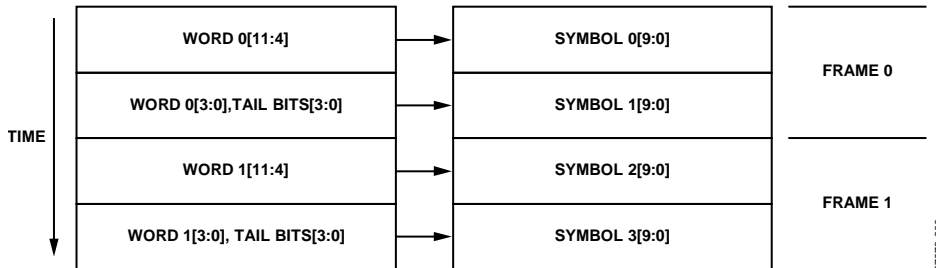 WORD 0[11:4]
SYMBOL 0[9:0]
FRAME 0
WORD 0[3:0],TAIL BITS[3:0]
SYMBOL 1[9:0]
TIME
WORD 1[11:4]
SYMBOL 2[9:0]
FRAME 1
WORD 1[3:0], TAIL BITS[3:0]
SYMBOL 3[9:0]